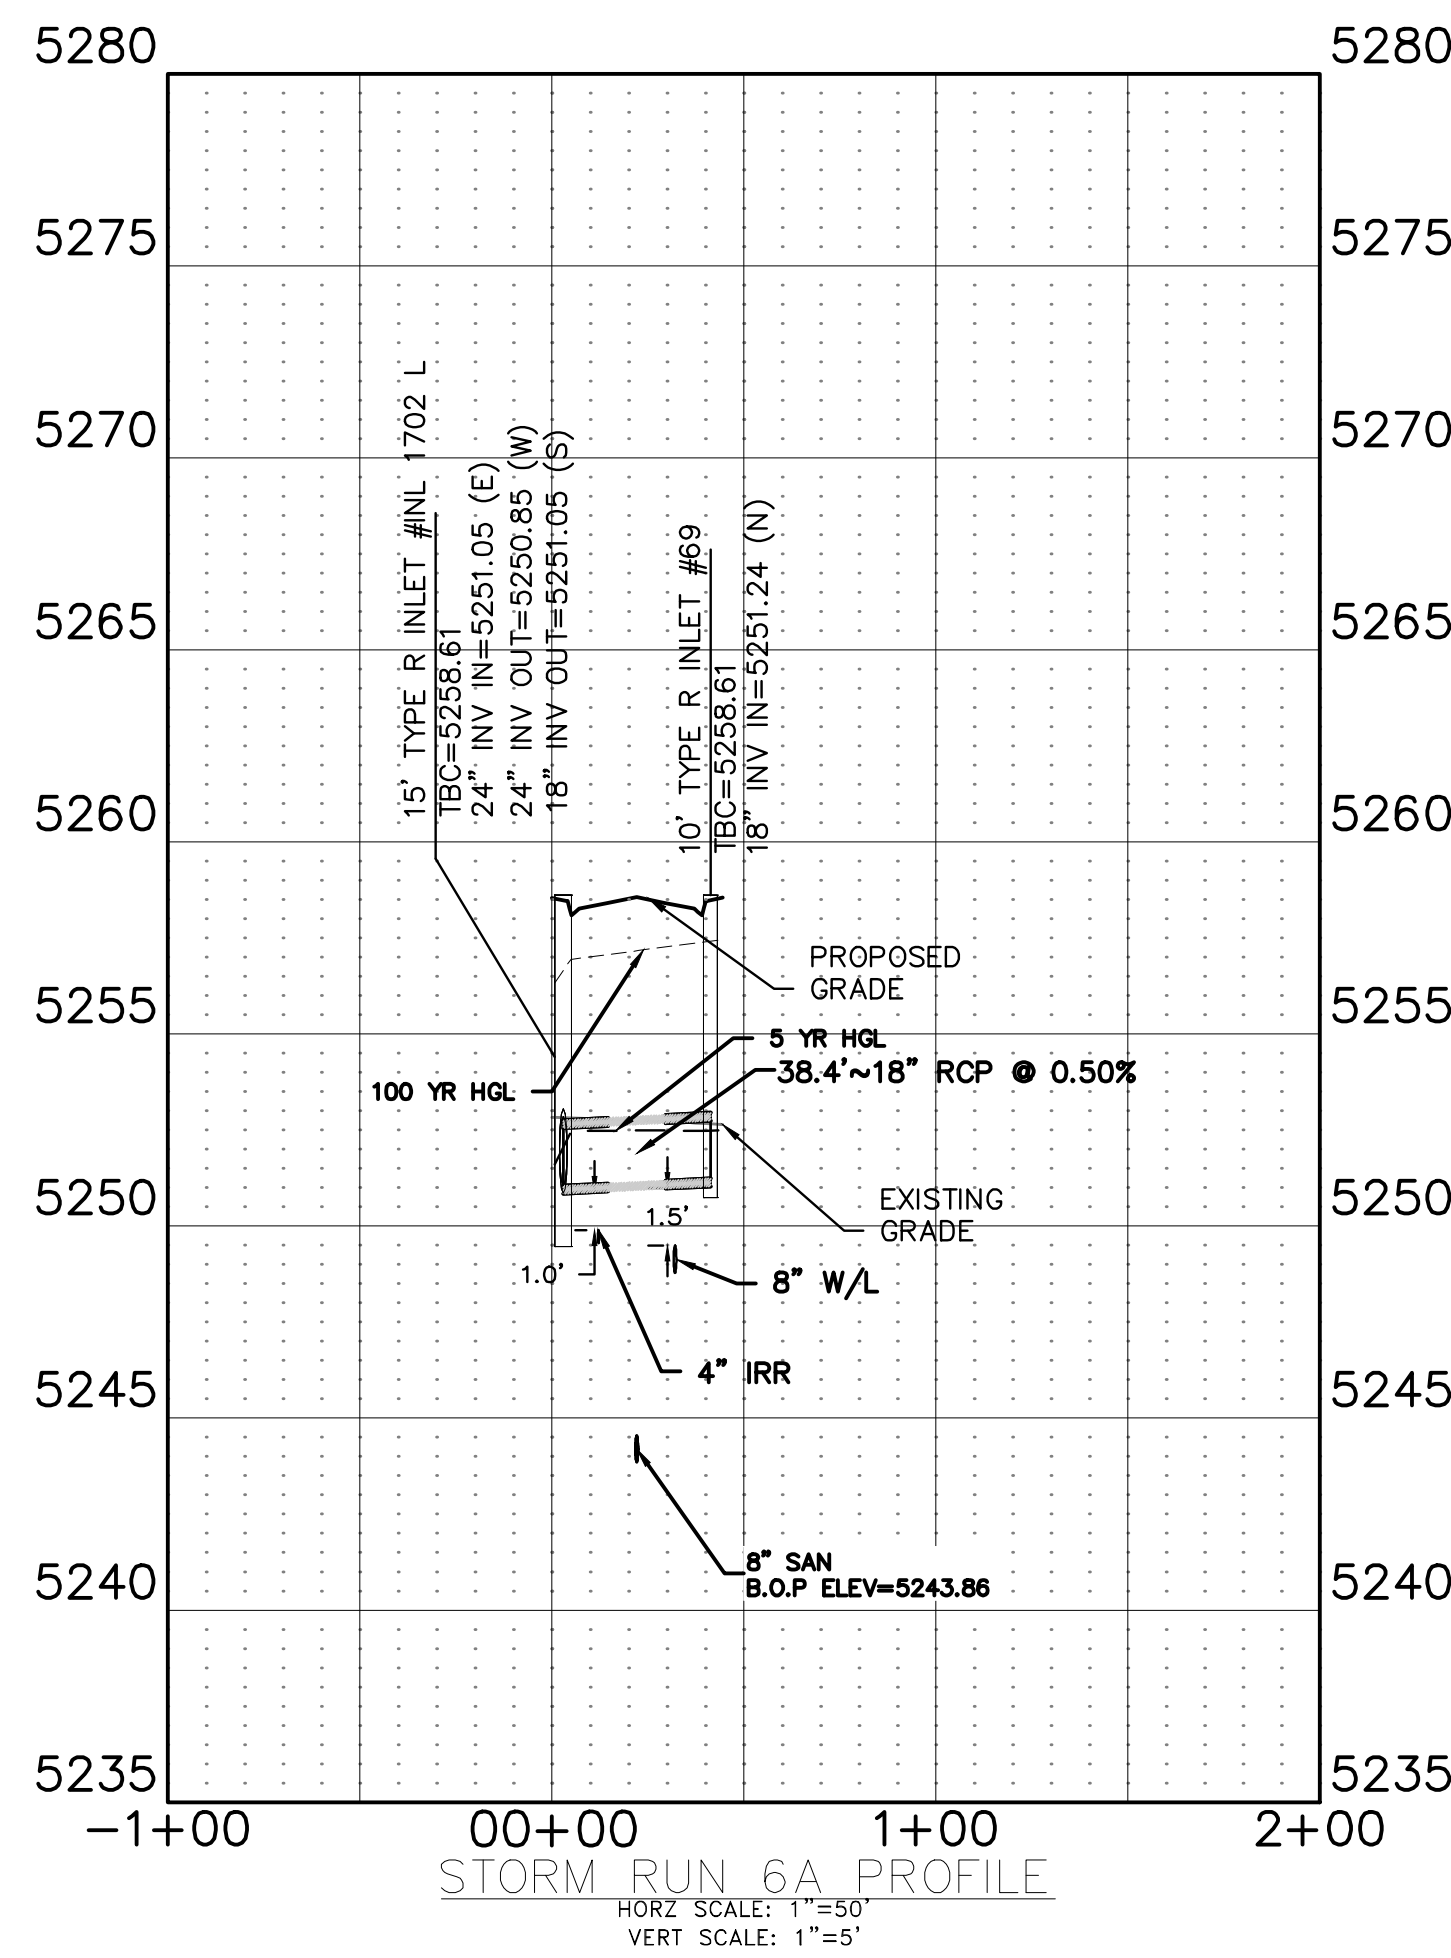 5280 5280
5275 5275
5270 5270
5265 5265
5260 5260
5255 5255
5250 5250
5245 5245
5240 5240
5235 5235
15' TYPE R INLET #INL 1702 L
TBC=5258.61
24" INV IN=5251.05 (E)
24" INV OUT=5250.85 (W)
18" INV OUT=5251.05 (S)
10' TYPE R INLET #69
TBC=5258.61
18" INV IN=5251.24 (N)
PROPOSED
GRADE
5 YR HGL
38.4'~18" RCP @ 0.50%
100 YR HGL
EXISTING
GRADE
1.5'
1.0'
8" W/L
4" IRR
8" SAN
B.O.P ELEV=5243.86
-1+00 00+00 1+00 2+00
STORM RUN 6A PROFILE
HORZ SCALE: 1"=50'
VERT SCALE: 1"=5'